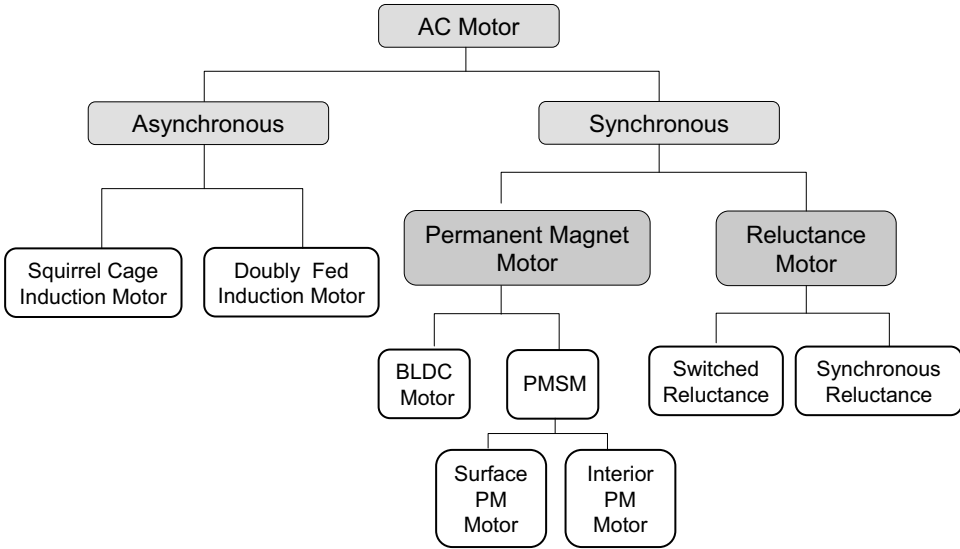 AC Motor
Asynchronous
Synchronous
Permanent Magnet
Motor
Reluctance
Motor
Squirrel Cage
Induction Motor
Doubly Fed
Induction Motor
BLDC
Motor
PMSM
Switched
Reluctance
Synchronous
Reluctance
Surface
PM
Motor
Interior
PM
Motor